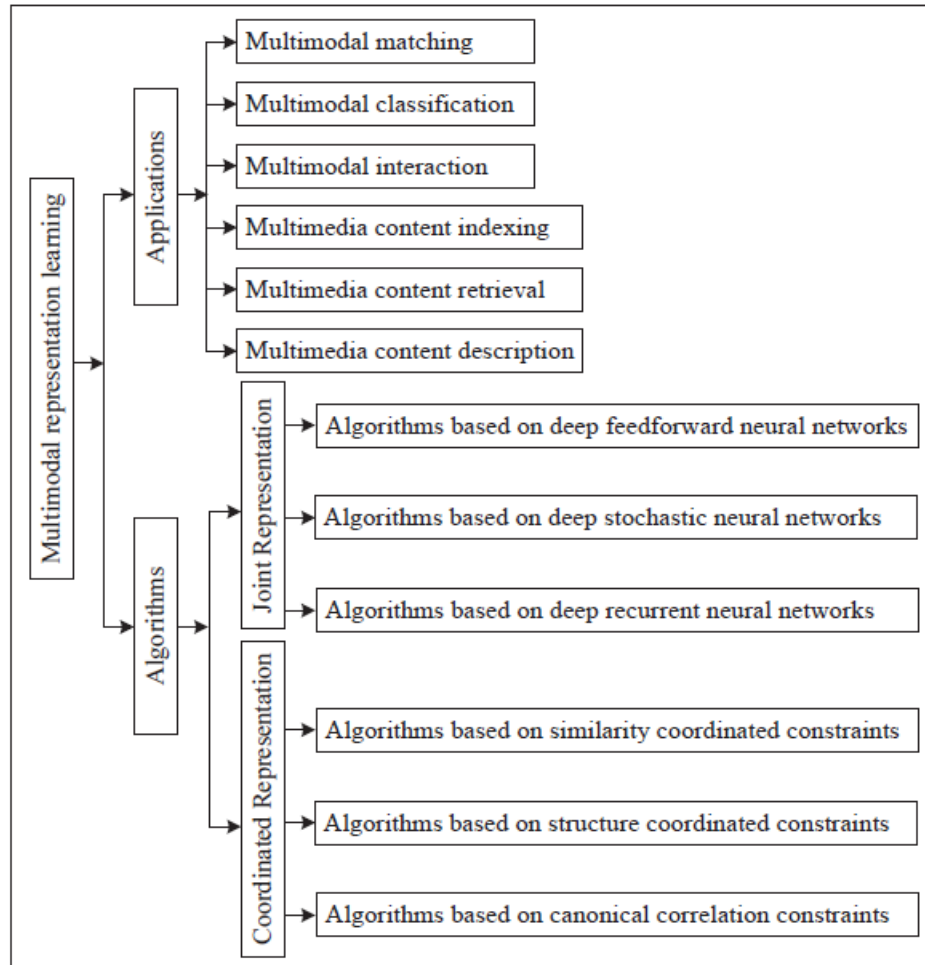 Multimodal representation learning
Applications
Multimodal matching
Multimodal classification
Multimodal interaction
Multimedia content indexing
Multimedia content retrieval
Multimedia content description
Algorithms
Joint Representation
Algorithms based on deep feedforward neural networks
Algorithms based on deep stochastic neural networks
Algorithms based on deep recurrent neural networks
Coordinated Representation
Algorithms based on similarity coordinated constraints
Algorithms based on structure coordinated constraints
Algorithms based on canonical correlation constraints